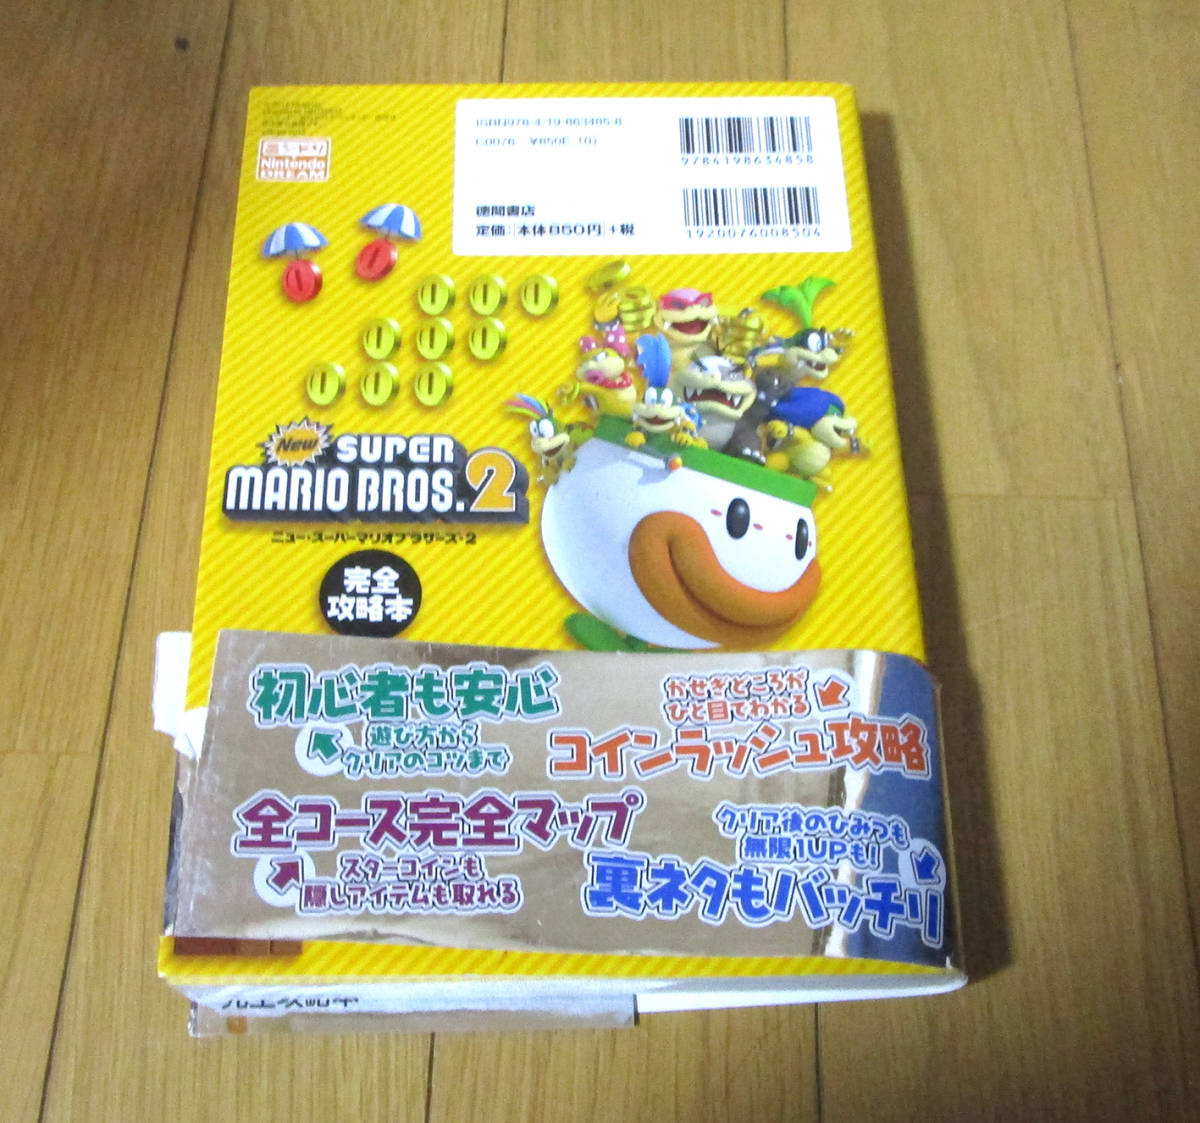 ISBN978-4-19-863485-8
C0076 ¥850E (0)
9784198634858
徳間書店
定価:[本体850円]+税
1920076008504
ニンドリ
Nintendo
DREAM
New
SUPER
MARIO BROS. 2
ニュー・スーパーマリオブラザーズ・2
完全
攻略本
初心者も安心
遊び方から
クリアのコツまで
かせぎどころが
ひと目でわかる
コインラッシュ攻略
全コース完全マップ
スターコインも
隠しアイテムも取れる
クリア後のひみつも
無限1UPも!
裏ネタもバッチリ